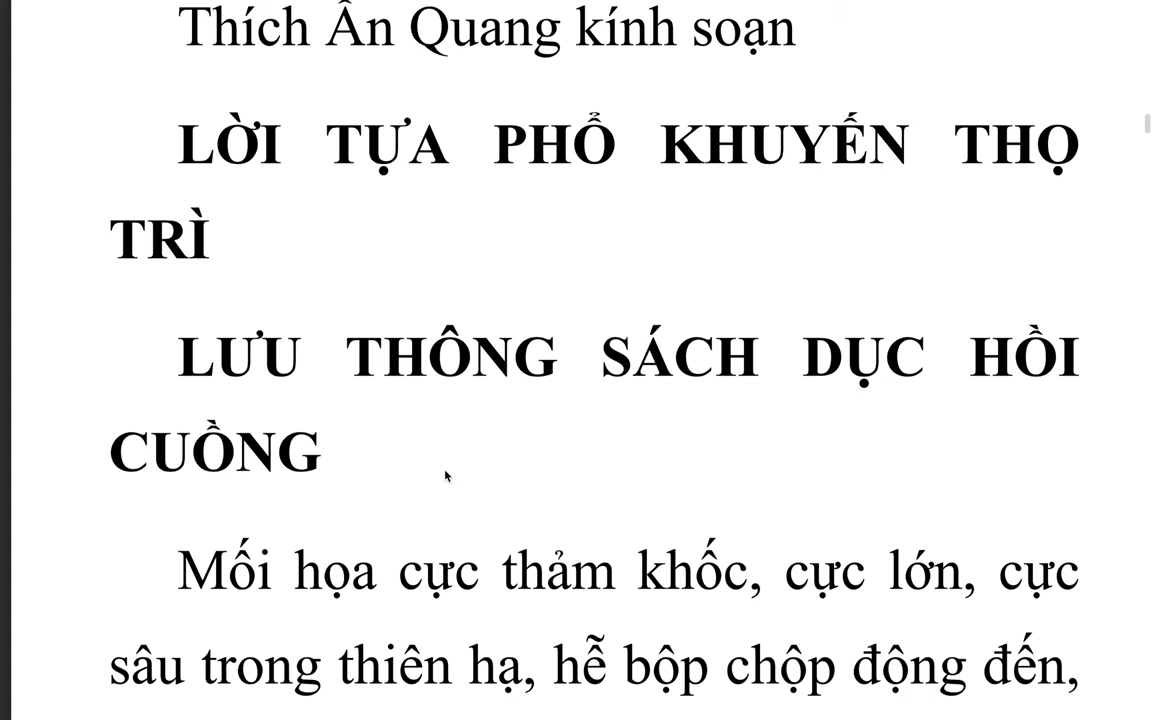 Thích Ấn Quang kính soạn
LỜI TỰA PHỔ KHUYẾN THỌ
TRÌ
LƯU THÔNG SÁCH DỤC HỒI
CUỒNG
Mối họa cực thảm khốc, cực lớn, cực
sâu trong thiên hạ, hễ bộp chộp động đến,